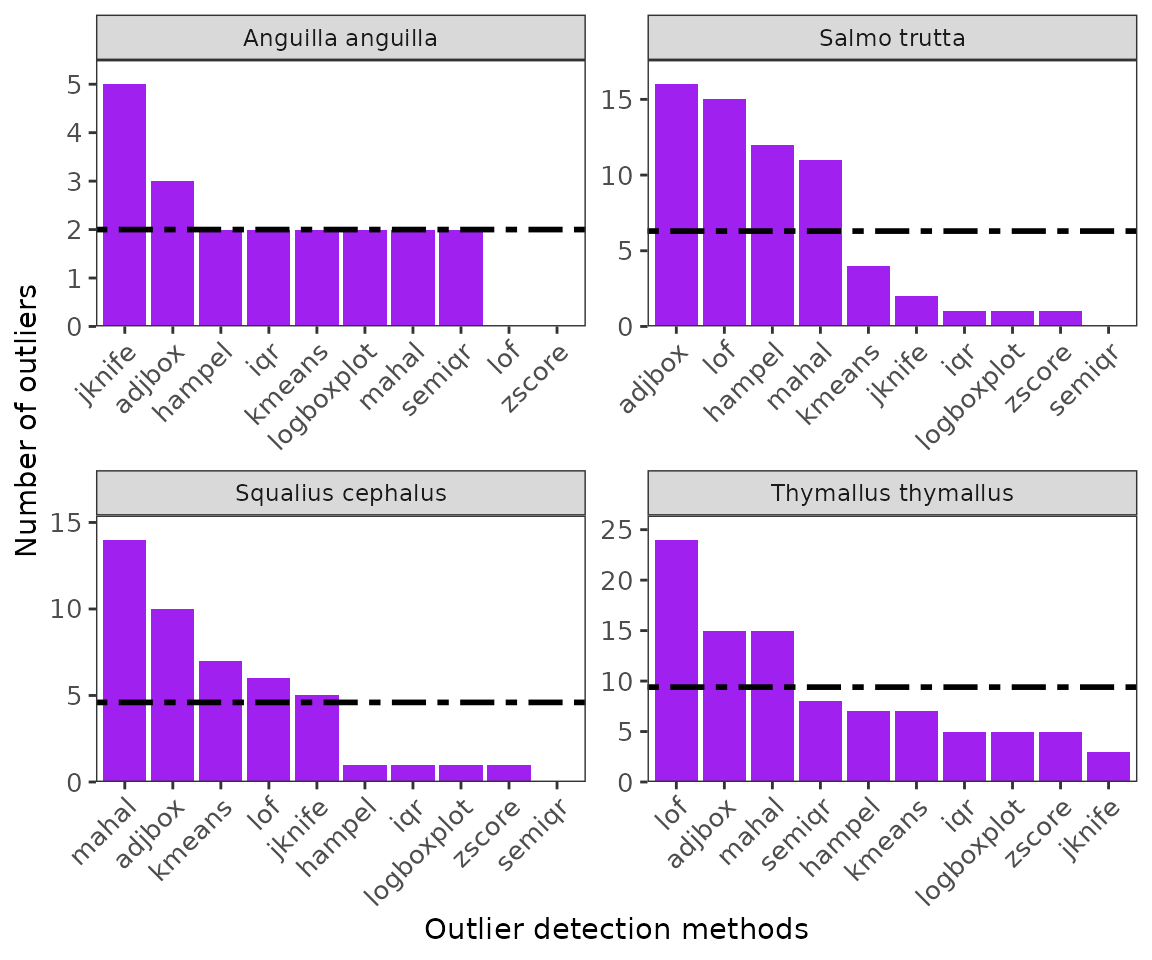 Number of outliers
Anguilla anguilla
5
4
3
2
1
0
jknife adjbox hampel iqr kmeans logboxplot mahal semiqr lof zscore
Salmo trutta
15
10
5
0
adjbox lof hampel mahal kmeans jknife iqr logboxplot zscore semiqr
Squalius cephalus
15
10
5
0
mahal adjbox kmeans lof jknife hampel iqr logboxplot zscore semiqr
Thymallus thymallus
25
20
15
10
5
0
lof adjbox mahal semiqr hampel kmeans iqr logboxplot zscore jknife
Outlier detection methods